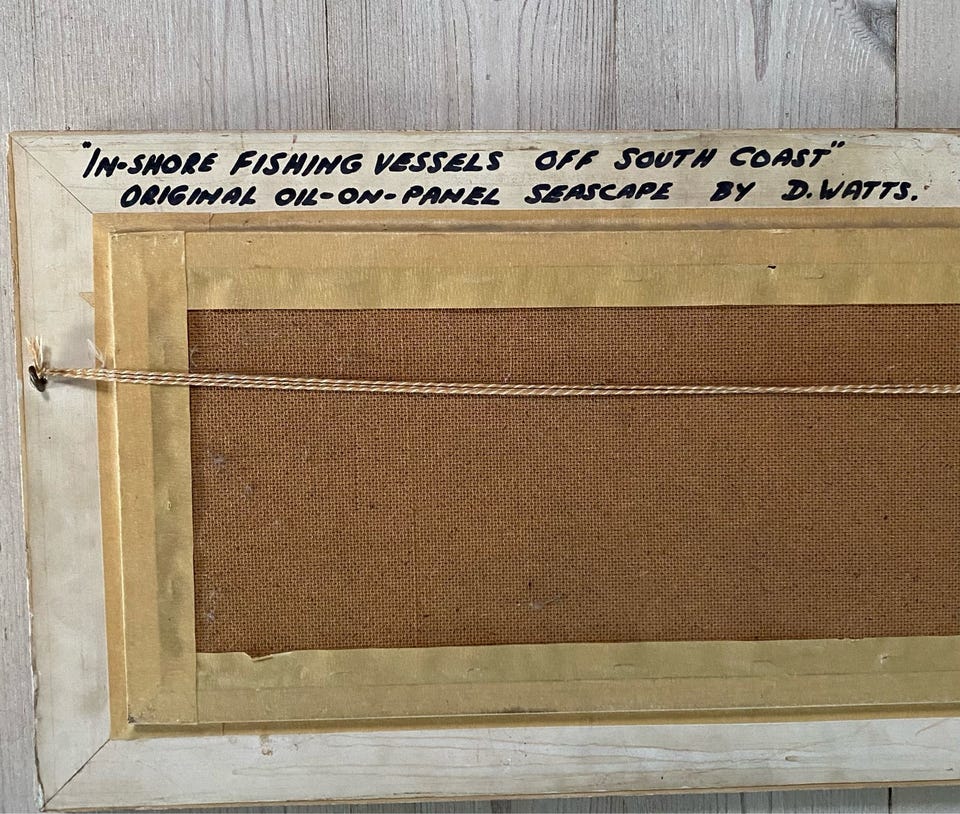 "IN-SHORE FISHING VESSELS OFF SOUTH COAST"
ORIGINAL OIL-ON-PANEL SEASCAPE BY D. WATTS.